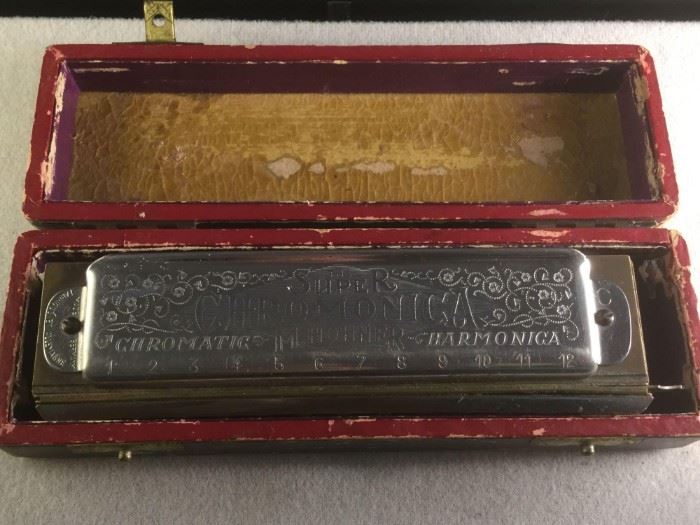 SUPER
CHROMONICA
CHROMATIC M. HOHNER HARMONICA
1 2 3 4 5 6 7 8 9 10 11 12